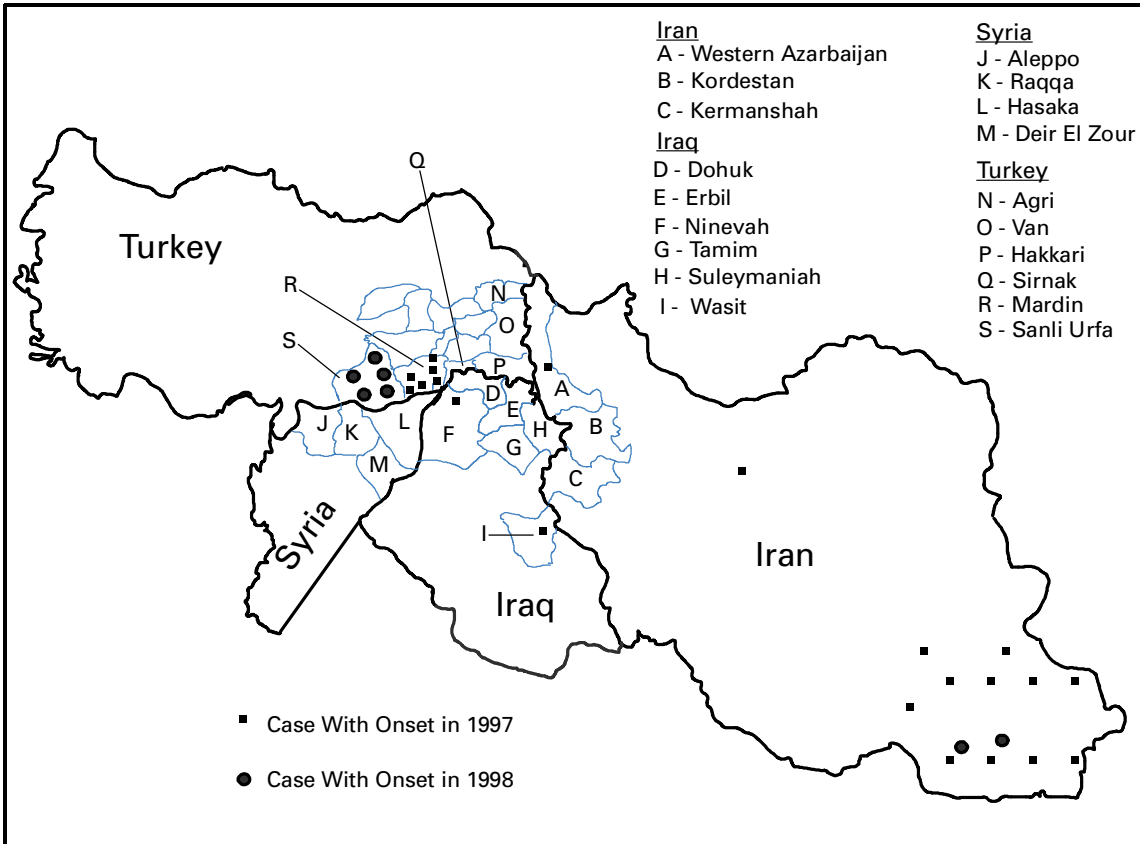 Iran
A - Western Azarbaijan
B - Kordestan
C - Kermanshah
Iraq
D - Dohuk
E - Erbil
F - Ninevah
G - Tamim
H - Suleymaniah
I - Wasit
Syria
J - Aleppo
K - Raqqa
L - Hasaka
M - Deir El Zour
Turkey
N - Agri
O - Van
P - Hakkari
Q - Sirnak
R - Mardin
S - Sanli Urfa
Q
Turkey
R
N
O
S
P
A
D
E
J
K
L
F
H
B
G
M
C
Syria
I
Iran
Iraq
Case With Onset in 1997
Case With Onset in 1998